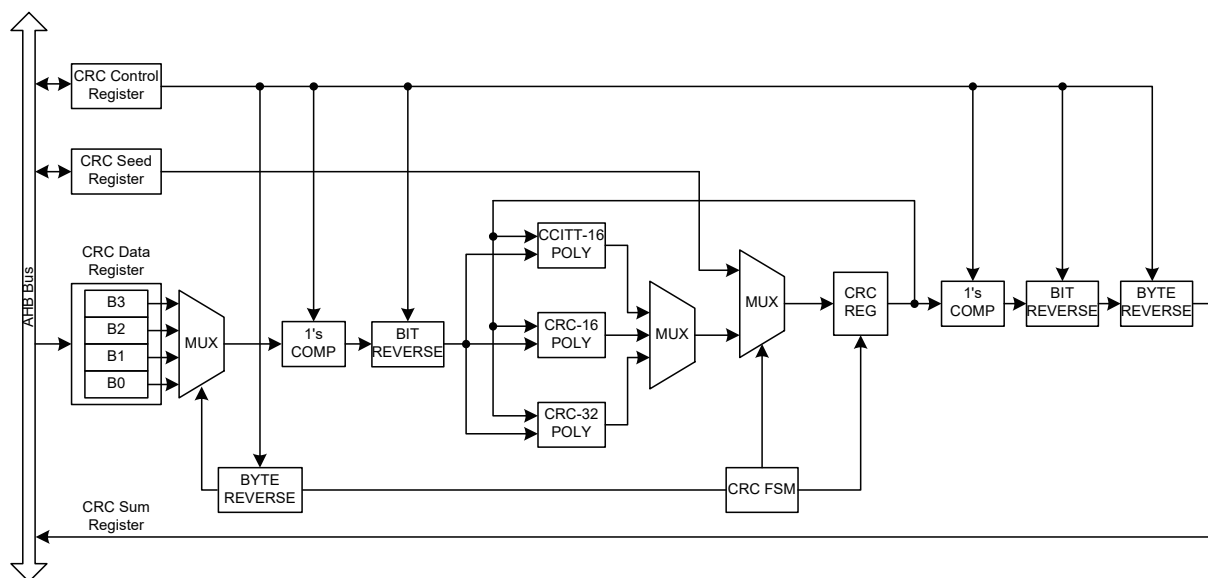 CRC Control
Register
CRC Seed
Register
CRC Data
Register
AHB Bus
B3
B2
B1
B0
MUX
1's
COMP
BIT
REVERSE
CCITT-16
POLY
CRC-16
POLY
CRC-32
POLY
MUX
MUX
CRC
REG
1's
COMP
BIT
REVERSE
BYTE
REVERSE
BYTE
REVERSE
CRC FSM
CRC Sum
Register